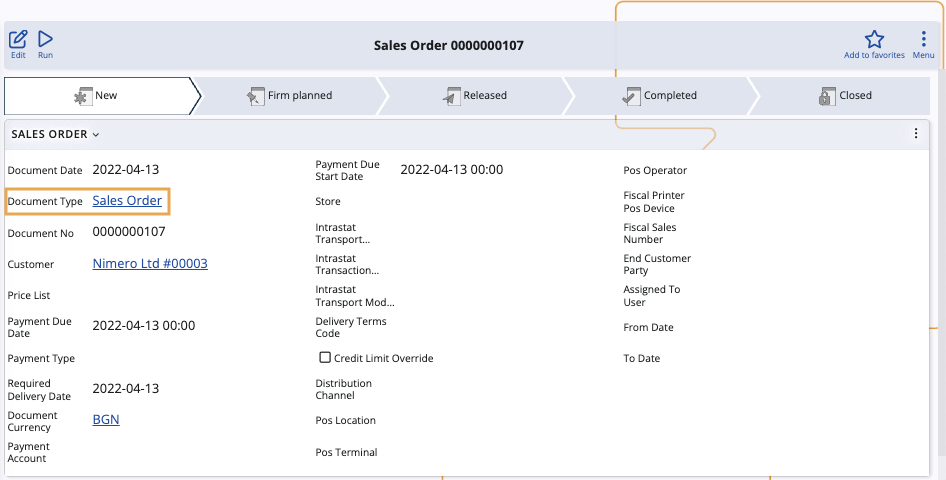 Sales Order 0000000107
Edit
Run
Add to favorites
Menu
New
Firm planned
Released
Completed
Closed
SALES ORDER
Document Date 2022-04-13
Document Type Sales Order
Document No 0000000107
Customer Nimero Ltd #00003
Price List
Payment Due
Date 2022-04-13 00:00
Payment Type
Required
Delivery Date 2022-04-13
Document
Currency BGN
Payment
Account
Payment Due
Start Date 2022-04-13 00:00
Store
Intrastat
Transport...
Intrastat
Transaction...
Intrastat
Transport Mod...
Delivery Terms
Code
Credit Limit Override
Distribution
Channel
Pos Location
Pos Terminal
Pos Operator
Fiscal Printer
Pos Device
Fiscal Sales
Number
End Customer
Party
Assigned To
User
From Date
To Date